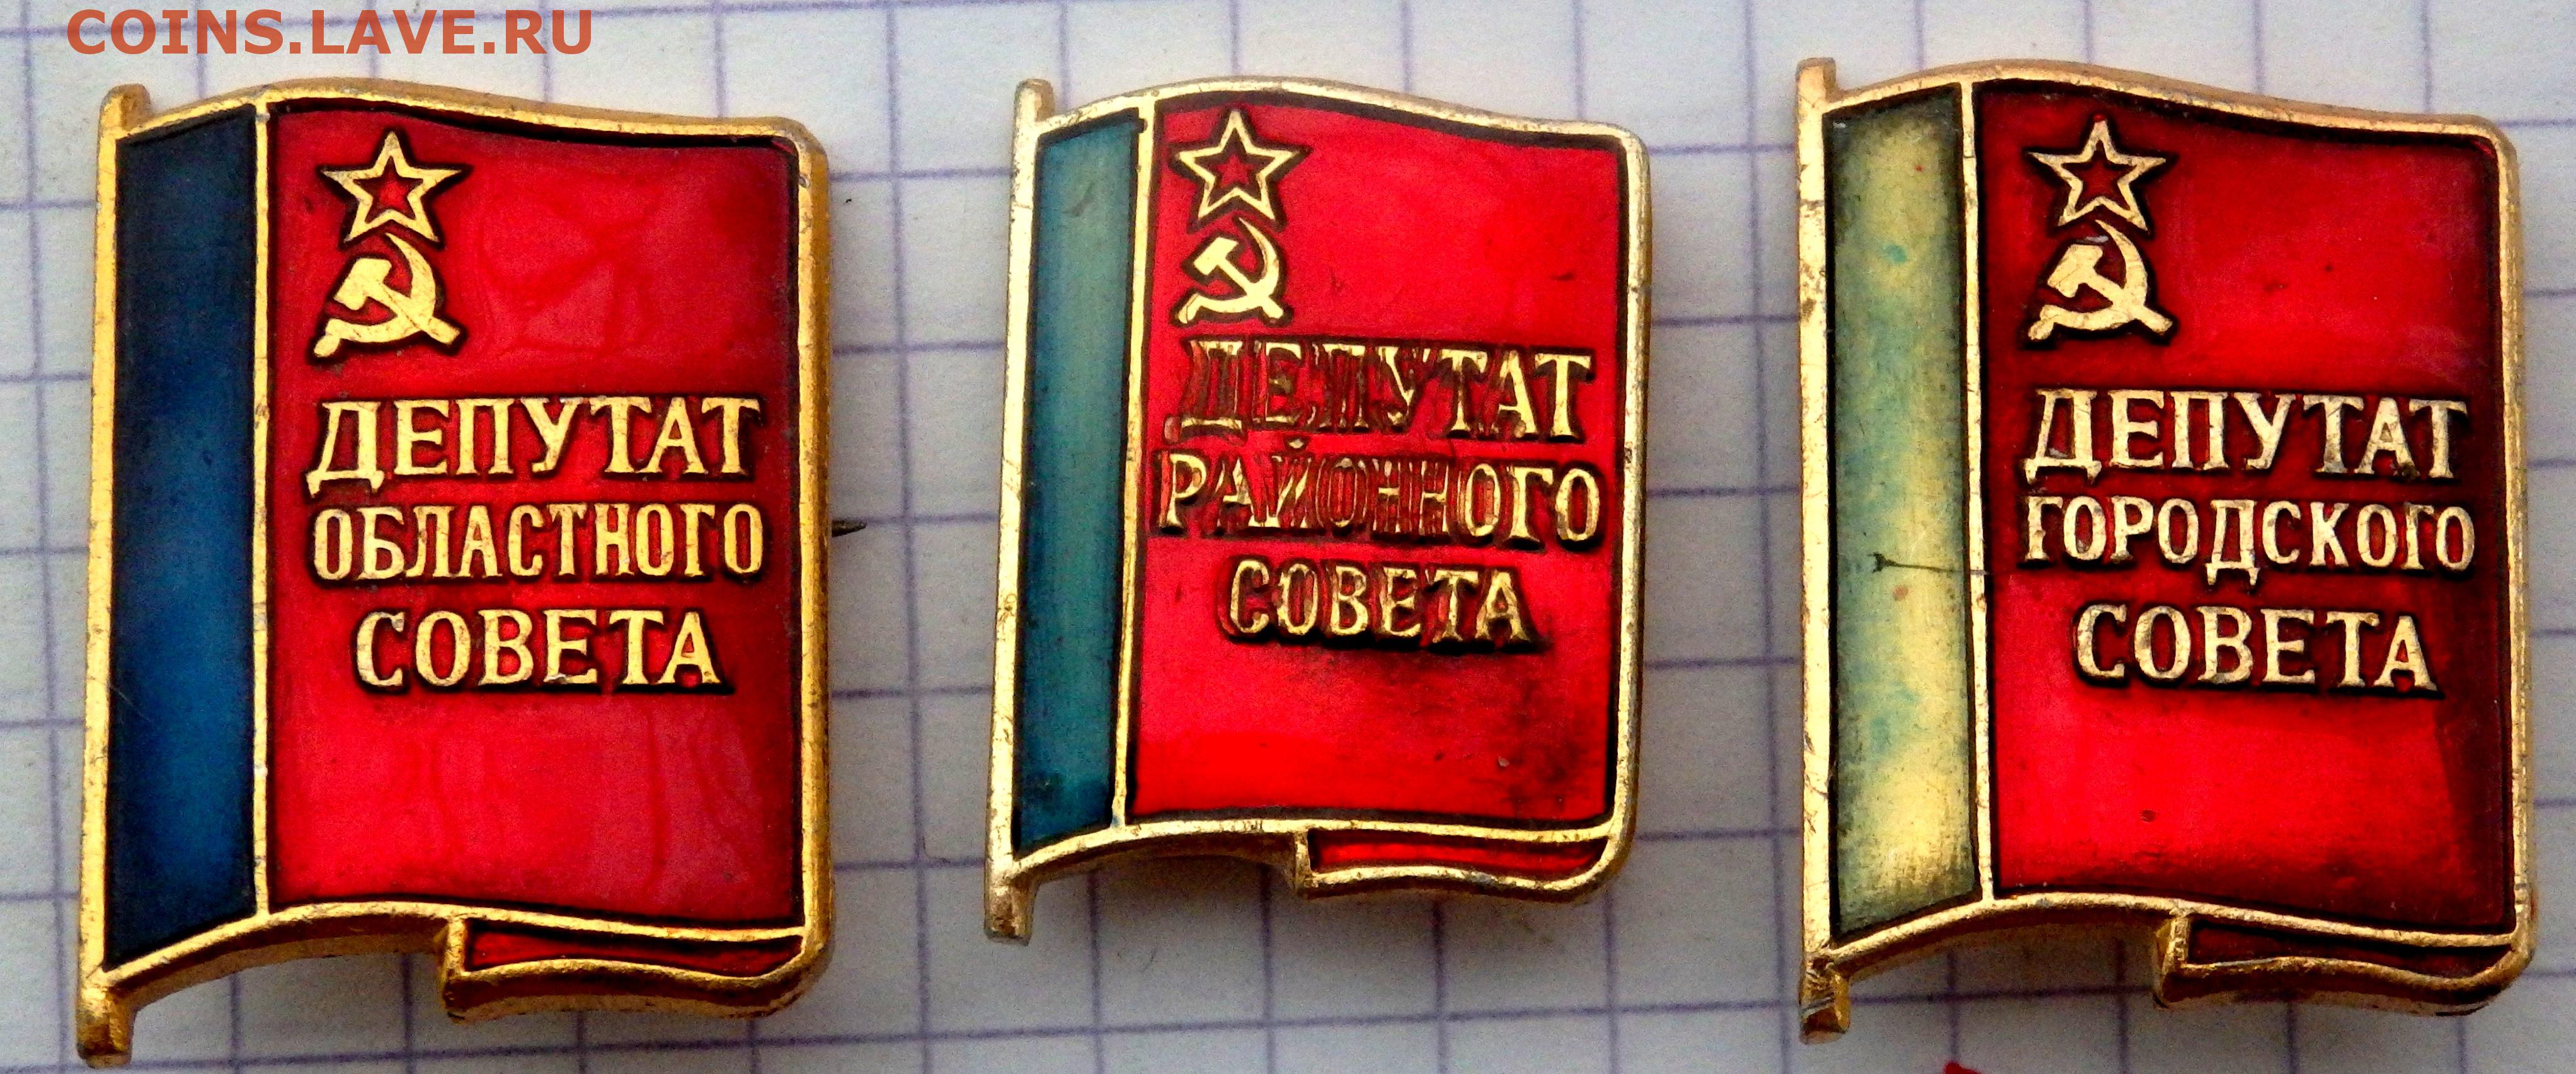 COINS.LAVE.RU
ДЕПУТАТ
ОБЛАСТНОГО
СОВЕТА
ДЕПУТАТ
РАЙОННОГО
СОВЕТА
ДЕПУТАТ
ГОРОДСКОГО
СОВЕТА